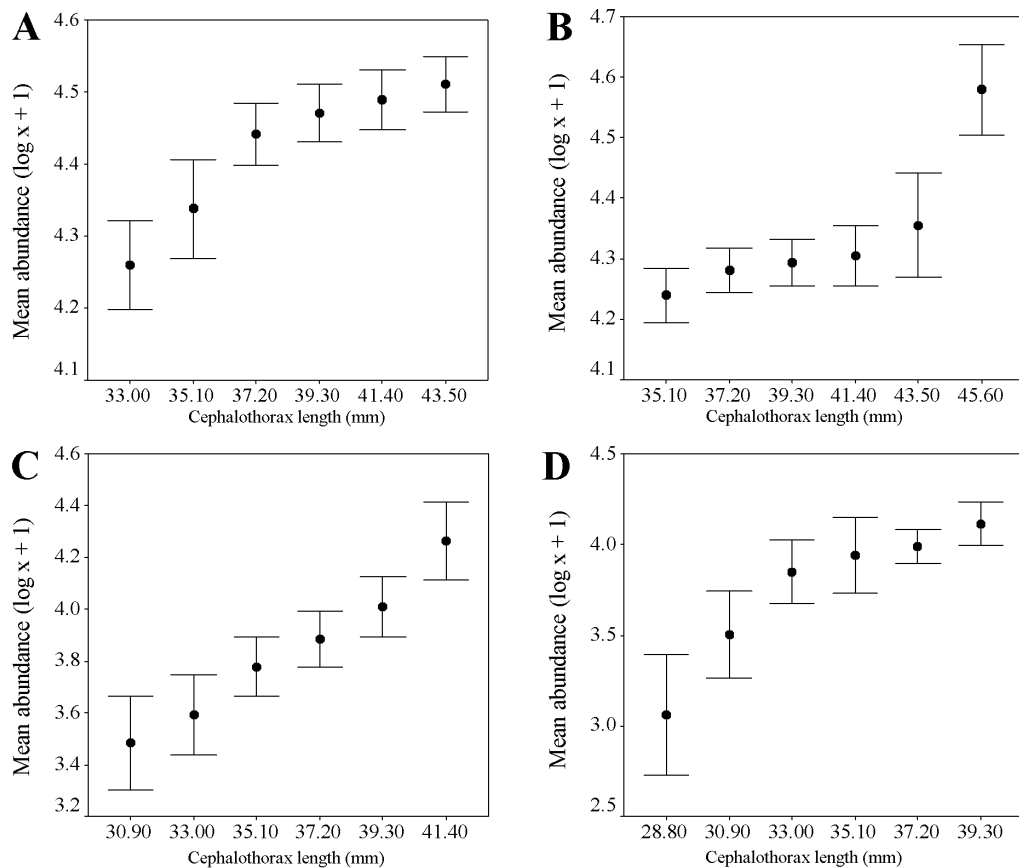 A
Mean abundance (log x + 1)
4.6
4.5
4.4
4.3
4.2
4.1
33.00 35.10 37.20 39.30 41.40 43.50
Cephalothorax length (mm)
B
Mean abundance (log x + 1)
4.7
4.6
4.5
4.4
4.3
4.2
4.1
35.10 37.20 39.30 41.40 43.50 45.60
Cephalothorax length (mm)
C
Mean abundance (log x + 1)
4.6
4.4
4.2
4.0
3.8
3.6
3.4
3.2
30.90 33.00 35.10 37.20 39.30 41.40
Cephalothorax length (mm)
D
Mean abundance (log x + 1)
4.5
4.0
3.5
3.0
2.5
28.80 30.90 33.00 35.10 37.20 39.30
Cephalothorax length (mm)